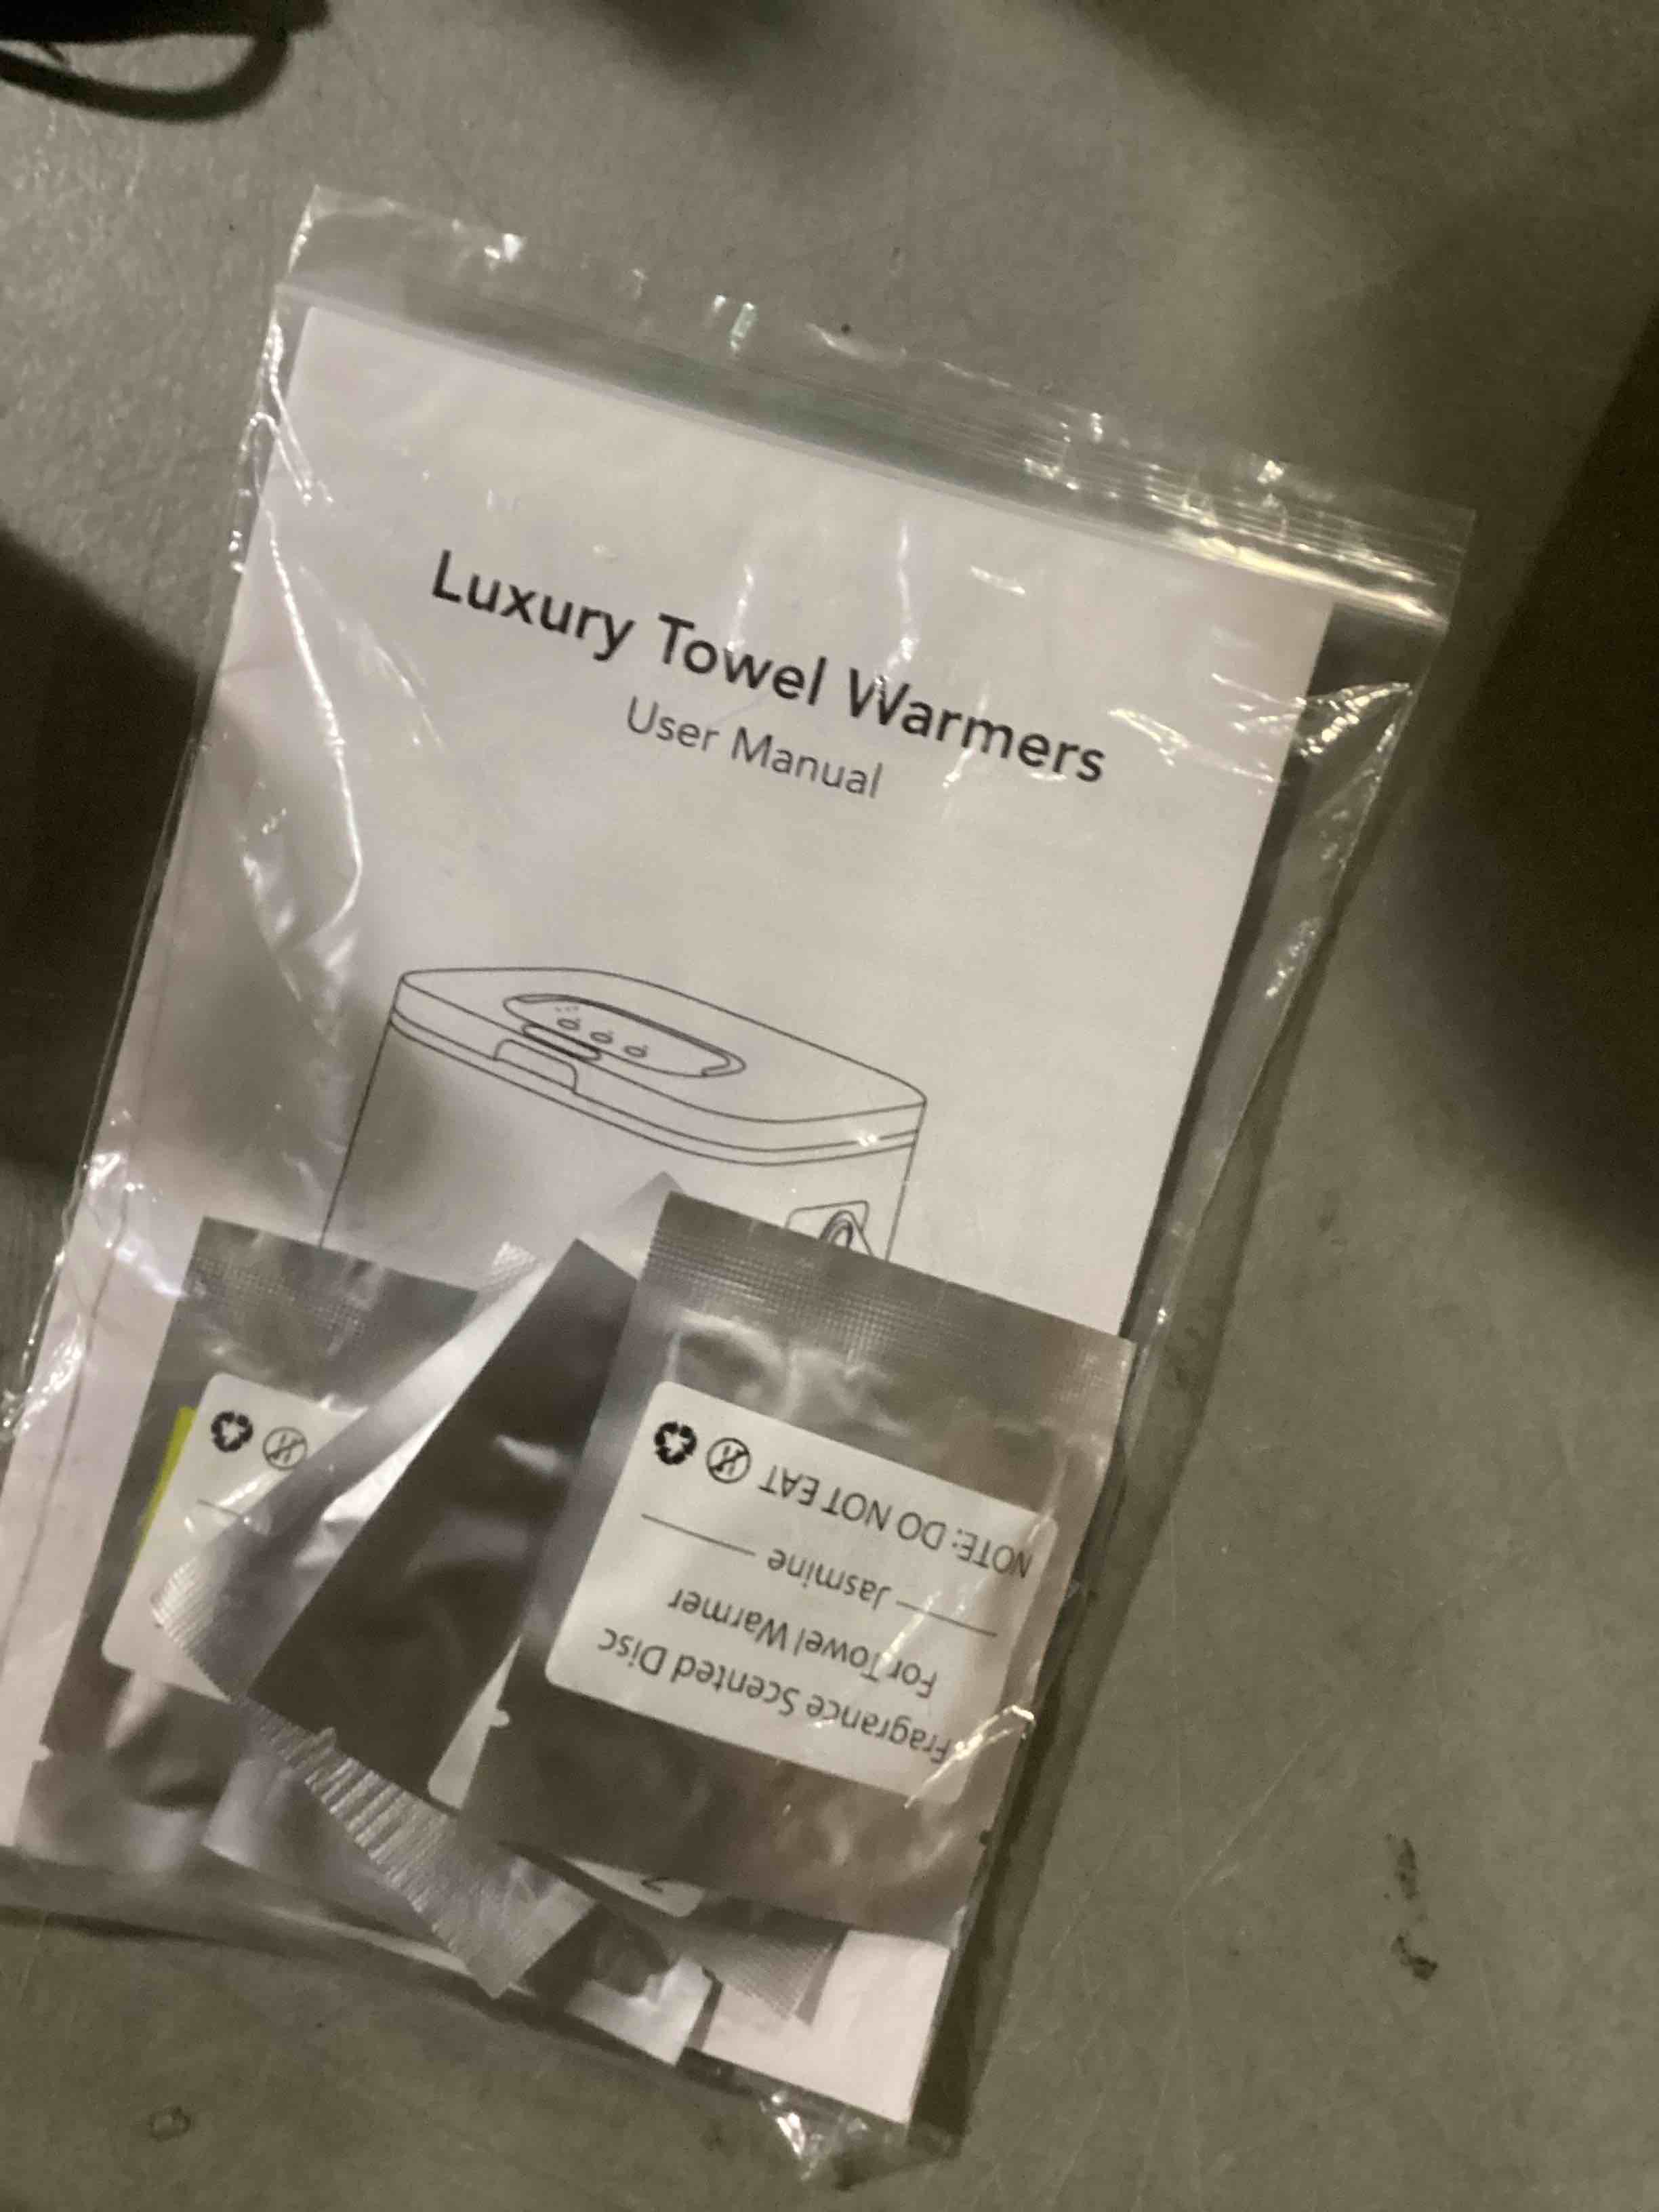 Luxury Towel Warmers
User Manual
Fragrance Scented Disc
For Towel Warmer
Jasmine
NOTE: DO NOT EAT